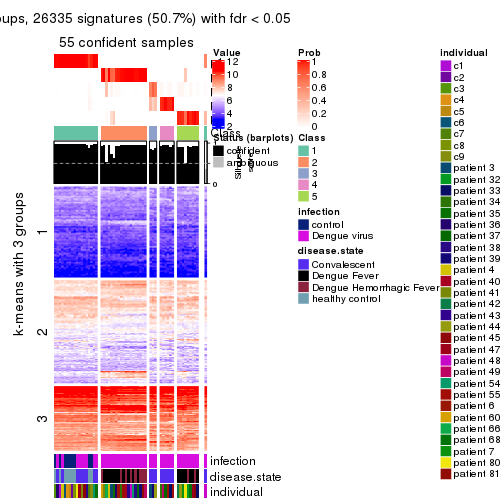 oups, 26335 signatures (50.7%) with fdr < 0.05
55 confident samples
k-means with 3 groups
1
2
3
Class
1
0
Silhouette
score
infection
disease.state
individual
Value
12
10
8
6
4
2
Status (barplots)
confident
ambiguous
Prob
1
0.8
0.6
0.4
0.2
0
Class
1
2
3
4
5
infection
control
Dengue virus
disease.state
Convalescent
Dengue Fever
Dengue Hemorrhagic Fever
healthy control
individual
c1
c2
c3
c4
c5
c6
c7
c8
c9
patient 3
patient 32
patient 33
patient 34
patient 35
patient 36
patient 37
patient 38
patient 39
patient 4
patient 40
patient 41
patient 42
patient 43
patient 44
patient 45
patient 47
patient 48
patient 49
patient 54
patient 55
patient 6
patient 60
patient 66
patient 68
patient 7
patient 80
patient 81